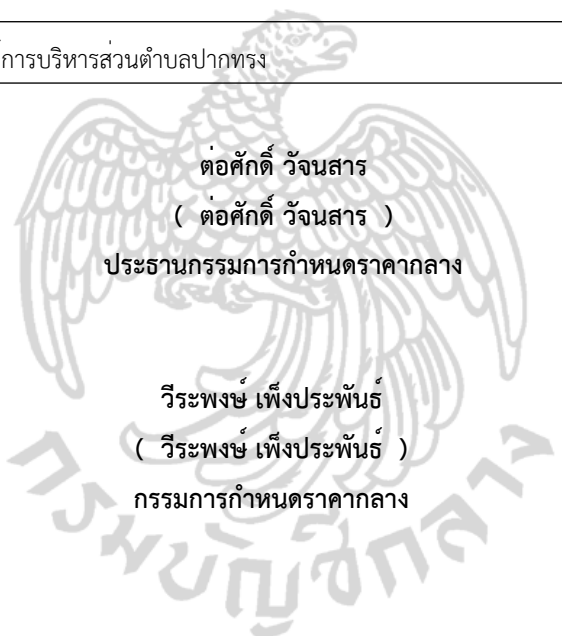 การบริหารส่วนตำบลปากทรง
ต่อศักดิ์ วัจนสาร
( ต่อศักดิ์ วัจนสาร )
ประธานกรรมการกำหนดราคากลาง
วีระพงษ์ เพ็งประพันธ์
( วีระพงษ์ เพ็งประพันธ์ )
กรรมการกำหนดราคากลาง
กรมบัญชีกลาง